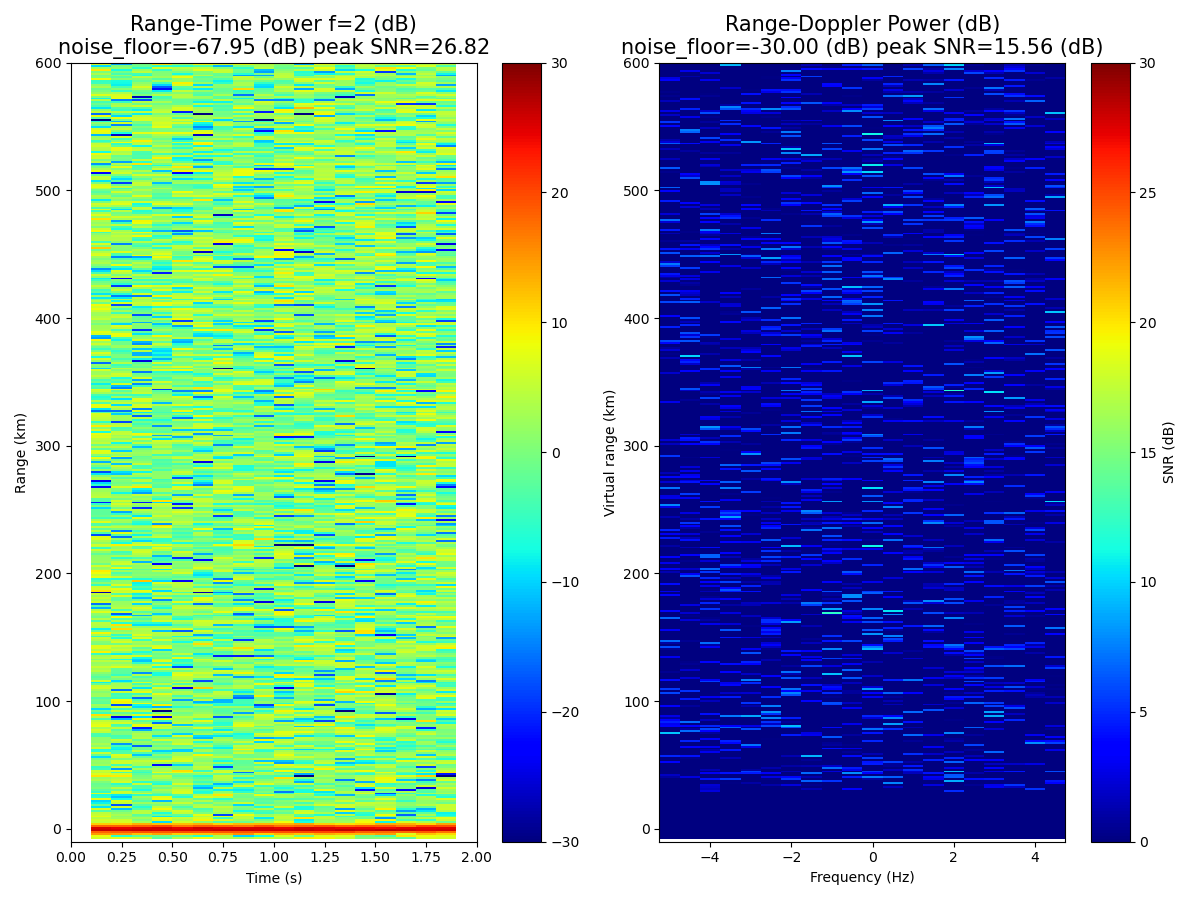 Range-Time Power f=2 (dB)
noise_floor=-67.95 (dB) peak SNR=26.82
600
500
400
300
200
100
0
Range (km)
0.00 0.25 0.50 0.75 1.00 1.25 1.50 1.75 2.00
Time (s)
30
20
10
0
−10
−20
−30
Range-Doppler Power (dB)
noise_floor=-30.00 (dB) peak SNR=15.56 (dB)
600
500
400
300
200
100
0
Virtual range (km)
−4 −2 0 2 4
Frequency (Hz)
30
25
20
15
10
5
0
SNR (dB)